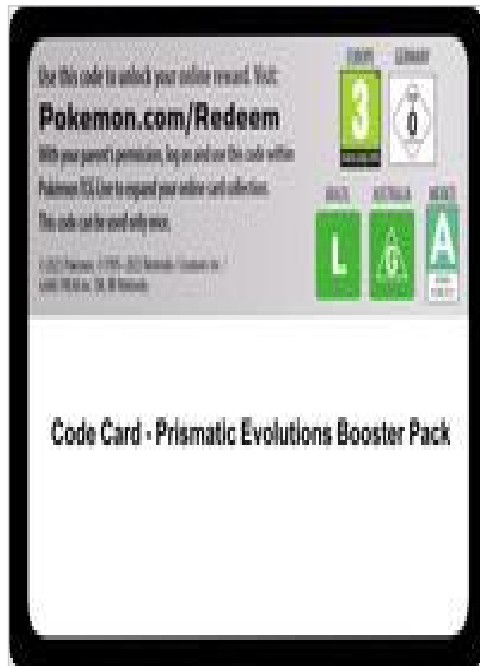 Use this code to unlock your online reward. Visit:
Pokemon.com/Redeem
With your parent's permission, log on and use this code within
Pokémon TCG Live to expand your online card collection.
This code can be used only once.
EUROPE GERMANY
3
0
BRAZIL AUSTRALIA MEXICO
L
G
A
Code Card - Prismatic Evolutions Booster Pack